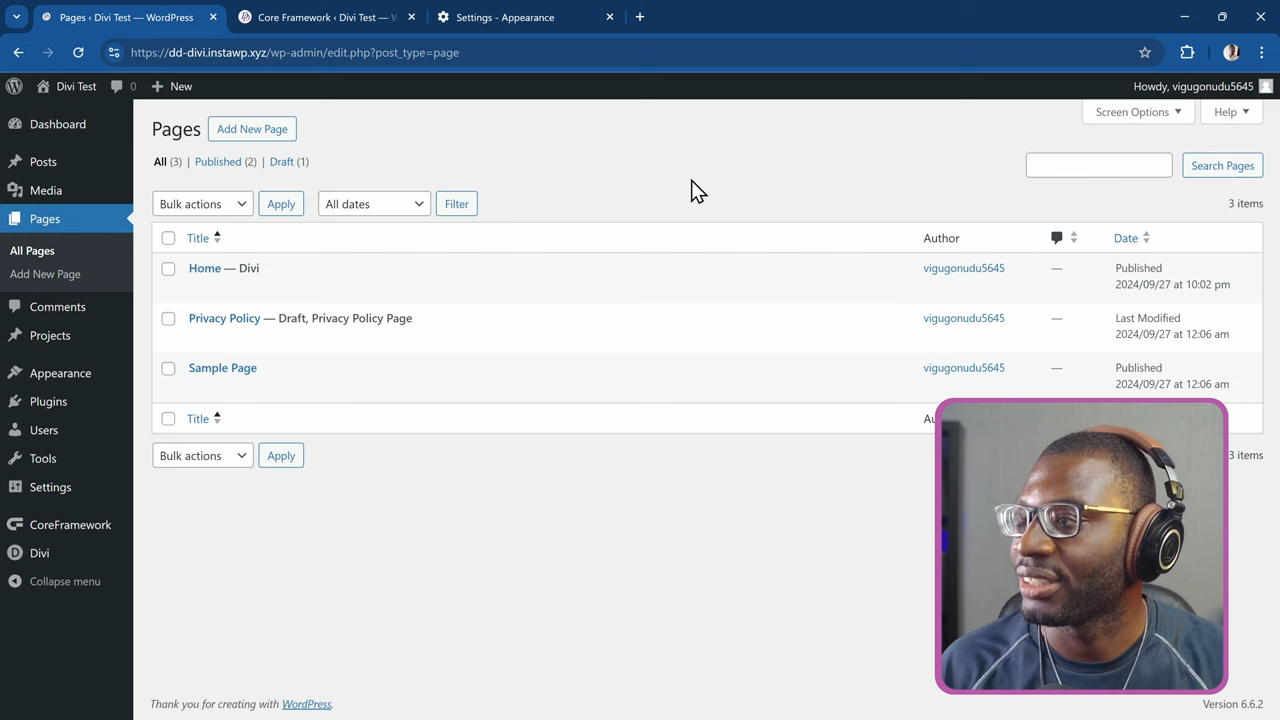 Pages ‹ Divi Test — WordPress
Core Framework ‹ Divi Test — W
Settings - Appearance
https://dd-divi.instawp.xyz/wp-admin/edit.php?post_type=page
Divi Test
0
New
Howdy, vigugonudu5645
Dashboard
Posts
Media
Pages
All Pages
Add New Page
Comments
Projects
Appearance
Plugins
Users
Tools
Settings
CoreFramework
Divi
Collapse menu
Screen Options
Help
Pages
Add New Page
All (3) | Published (2) | Draft (1)
Search Pages
Bulk actions
Apply
All dates
Filter
3 items
Title
Author
Date
Home — Divi
vigugonudu5645
—
Published
2024/09/27 at 10:02 pm
Privacy Policy — Draft, Privacy Policy Page
vigugonudu5645
—
Last Modified
2024/09/27 at 12:06 am
Sample Page
vigugonudu5645
—
Published
2024/09/27 at 12:06 am
Title
Au
Bulk actions
Apply
3 items
Thank you for creating with WordPress.
Version 6.6.2